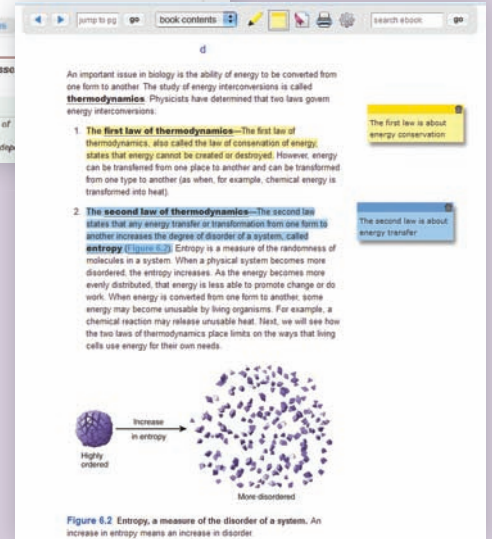 jump to pg go book contents search ebook go
d
An important issue in biology is the ability of energy to be converted from
one form to another. The study of energy interconversions is called
thermodynamics. Physicists have determined that two laws govern
energy interconversions:
1. The first law of thermodynamics—The first law of
thermodynamics, also called the law of conservation of energy,
states that energy cannot be created or destroyed. However, energy
can be transferred from one place to another and can be transformed
from one type to another (as when, for example, chemical energy is
transformed into heat).
The first law is about
energy conservation
2. The second law of thermodynamics—The second law
states that any energy transfer or transformation from one form to
another increases the degree of disorder of a system, called
entropy (Figure 6.2). Entropy is a measure of the randomness of
molecules in a system. When a physical system becomes more
disordered, the entropy increases. As the energy becomes more
evenly distributed, that energy is less able to promote change or do
work. When energy is converted from one form to another, some
energy may become unusable by living organisms. For example, a
chemical reaction may release unusable heat. Next, we will see how
the two laws of thermodynamics place limits on the ways that living
cells use energy for their own needs.
The second law is about
energy transfer
Increase
in entropy
Highly
ordered
More disordered
Figure 6.2 Entropy, a measure of the disorder of a system. An
increase in entropy means an increase in disorder.
of